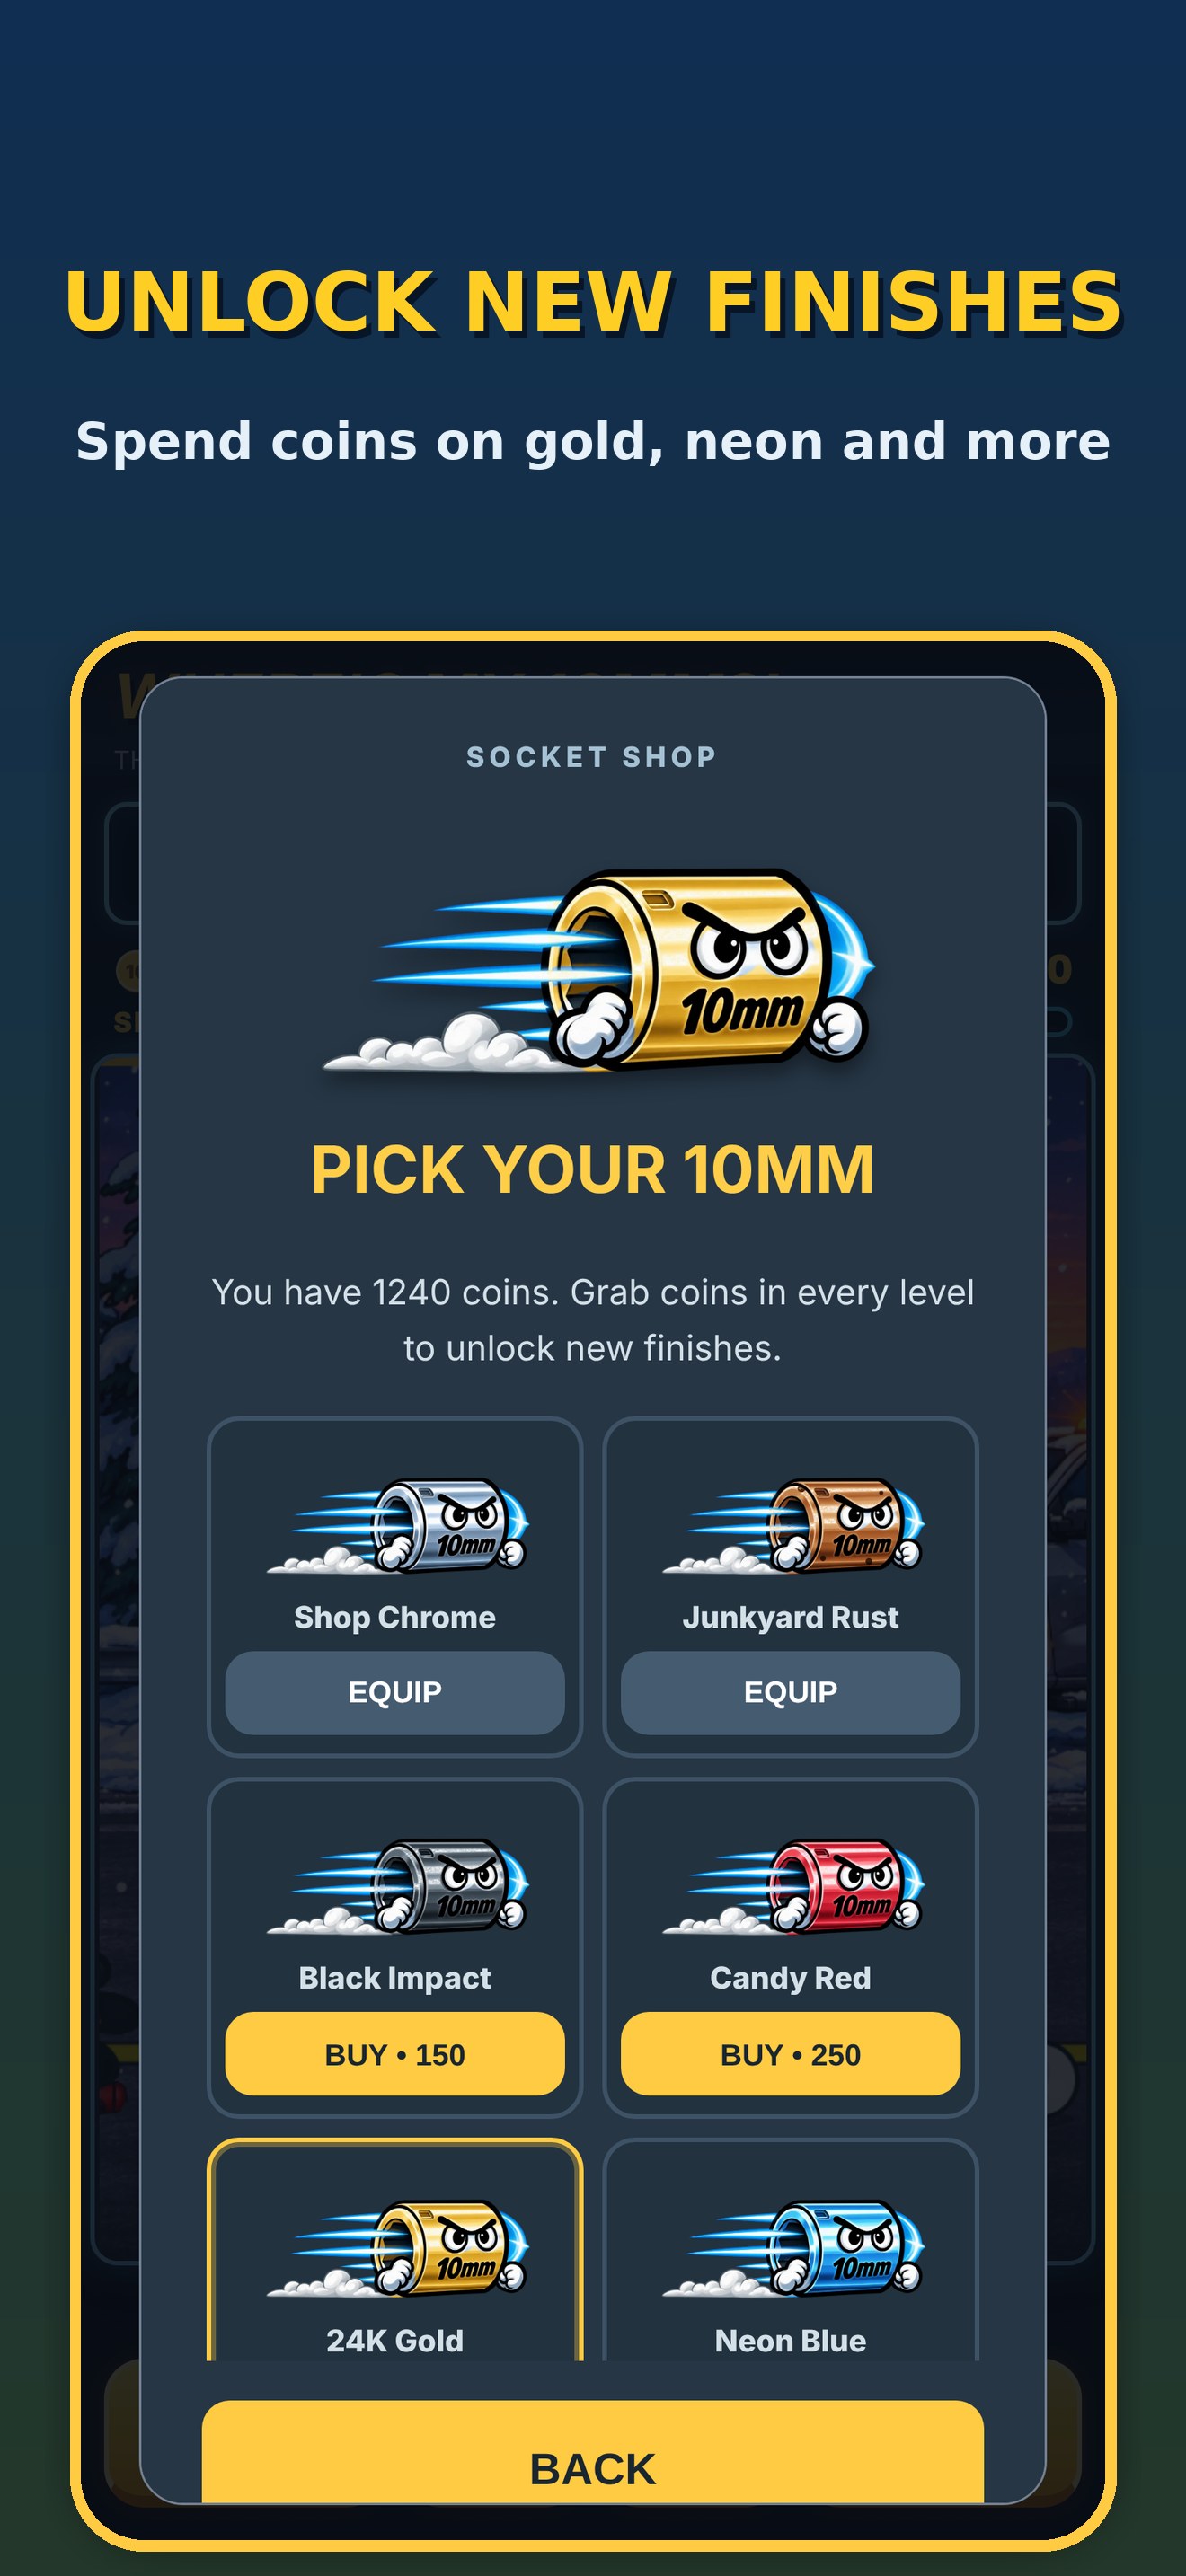 UNLOCK NEW FINISHES
Spend coins on gold, neon and more
SOCKET SHOP
10mm
PICK YOUR 10MM
You have 1240 coins. Grab coins in every level
to unlock new finishes.
10mm
10mm
Shop Chrome
Junkyard Rust
EQUIP
EQUIP
10mm
10mm
Black Impact
Candy Red
BUY • 150
BUY • 250
10mm
10mm
24K Gold
Neon Blue
BACK